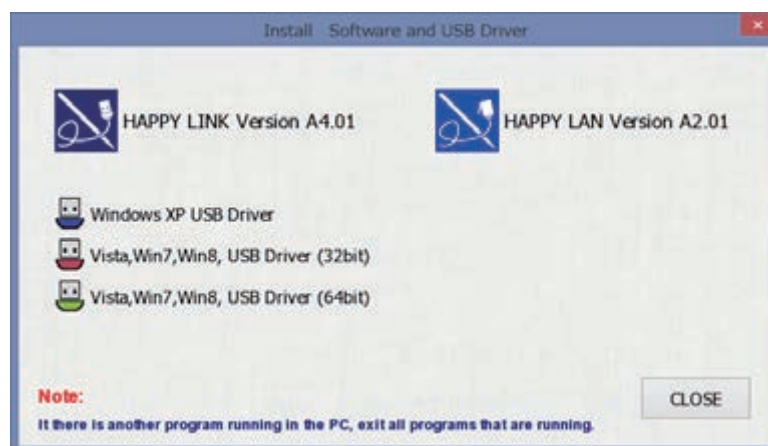 Install Software and USB Driver
HAPPY LINK Version A4.01
HAPPY LAN Version A2.01
Windows XP USB Driver
Vista,Win7,Win8, USB Driver (32bit)
Vista,Win7,Win8, USB Driver (64bit)
Note:
CLOSE
It there is another program running in the PC, exit all programs that are running.